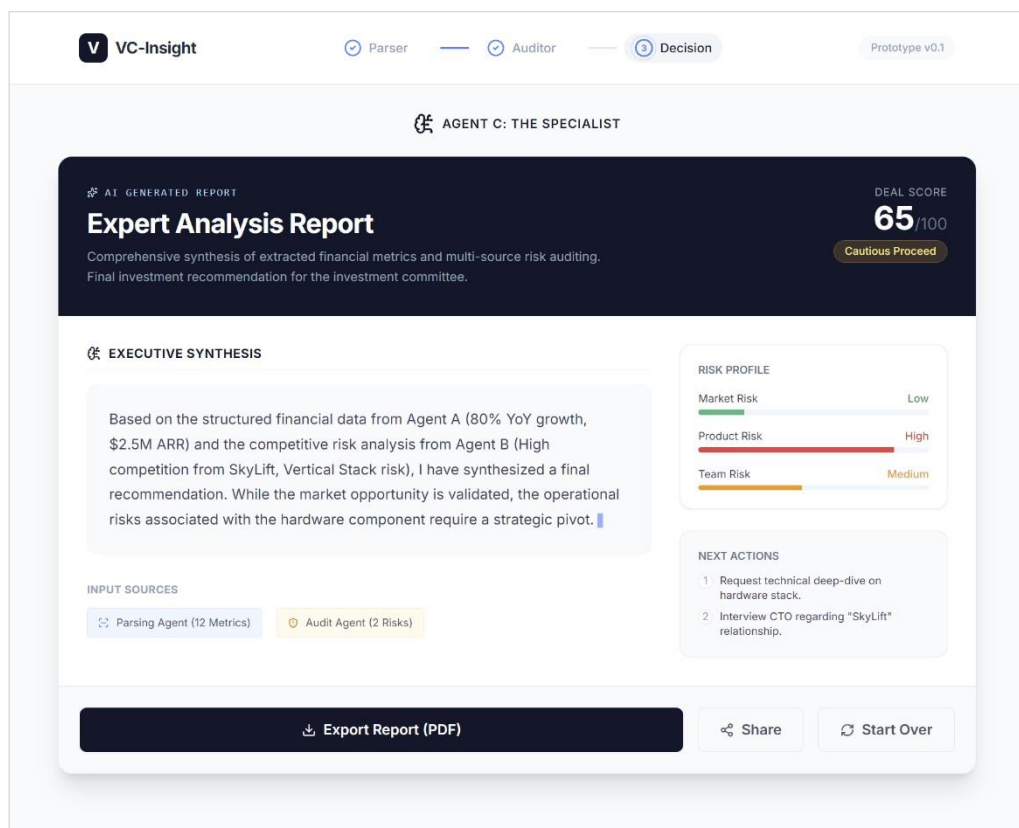 V VC-Insight
Parser
Auditor
3 Decision
Prototype v0.1
AGENT C: THE SPECIALIST
AI GENERATED REPORT
Expert Analysis Report
Comprehensive synthesis of extracted financial metrics and multi-source risk auditing.
Final investment recommendation for the investment committee.
DEAL SCORE
65/100
Cautious Proceed
EXECUTIVE SYNTHESIS
Based on the structured financial data from Agent A (80% YoY growth,
$2.5M ARR) and the competitive risk analysis from Agent B (High
competition from SkyLift, Vertical Stack risk), I have synthesized a final
recommendation. While the market opportunity is validated, the operational
risks associated with the hardware component require a strategic pivot.
INPUT SOURCES
Parsing Agent (12 Metrics)
Audit Agent (2 Risks)
RISK PROFILE
Market Risk Low
Product Risk High
Team Risk Medium
NEXT ACTIONS
1 Request technical deep-dive on
hardware stack.
2 Interview CTO regarding "SkyLift"
relationship.
Export Report (PDF)
Share
Start Over